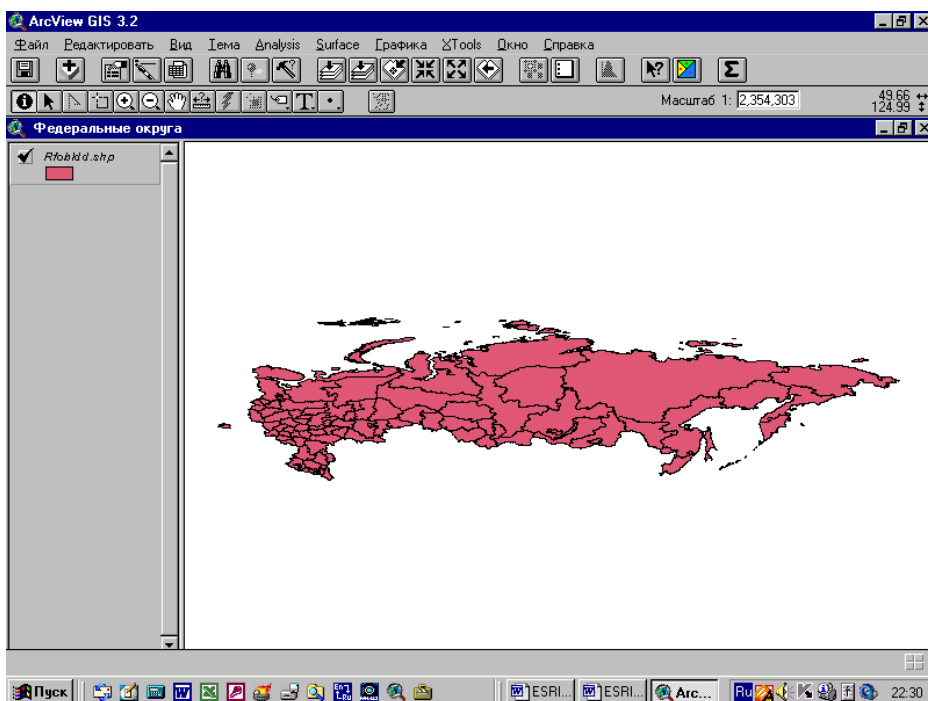 ArcView GIS 3.2
Файл Редактировать Вид Тема Analysis Surface Графика XTools Окно Справка
Масштаб 1: 2,354,303
49.66
124.99
Федеральные округа
Rfobkld.shp
Пуск ESRI... ESRI... Arc... Ru 22:30